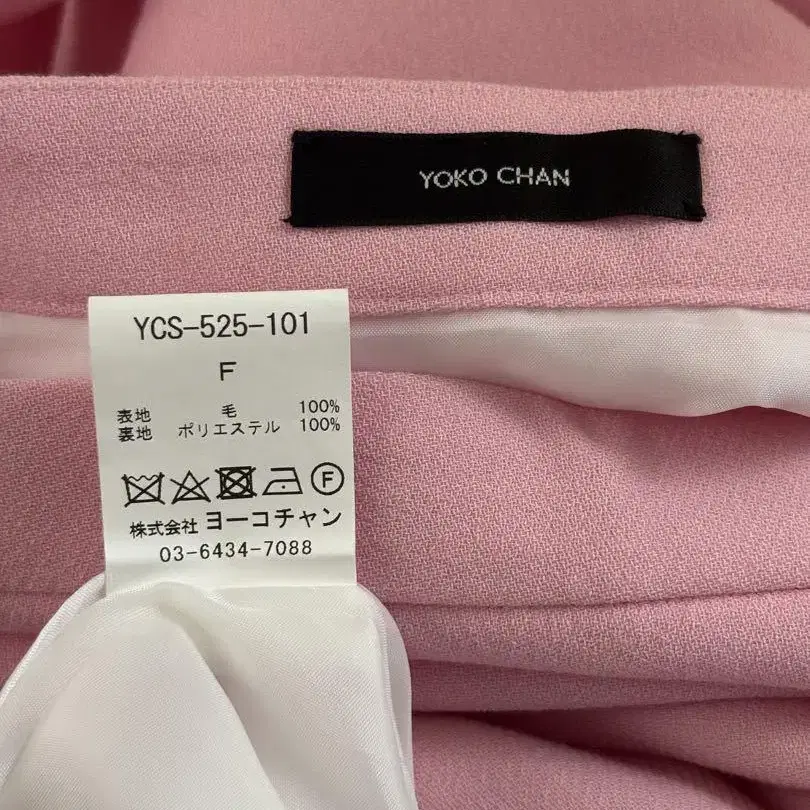 YOKO CHAN
YCS-525-101
F
表地 毛 100%
裏地 ポリエステル 100%
F
株式会社 ヨーコチャン
03-6434-7088